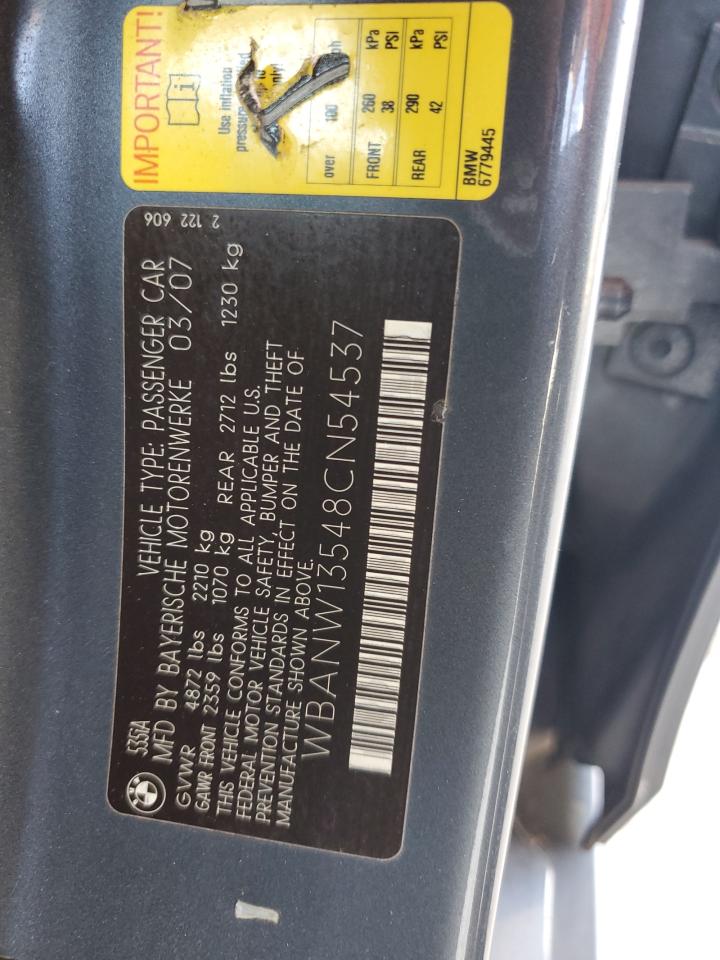 535iA
VEHICLE TYPE: PASSENGER CAR
MFD BY BAYERISCHE MOTORENWERKE 03/07
GVWR 4872 lbs 2210 kg
GAWR FRONT 2359 lbs 1070 kg REAR 2712 lbs 1230 kg
THIS VEHICLE CONFORMS TO ALL APPLICABLE U.S.
FEDERAL MOTOR VEHICLE SAFETY, BUMPER AND THEFT
PREVENTION STANDARDS IN EFFECT ON THE DATE OF
MANUFACTURE SHOWN ABOVE.
WBANW13548CN54537
2 122 606
IMPORTANT!
Use inflation
pressure
over 100
kPa
PSI
FRONT 260
38
kPa
PSI
REAR 290
42
BMW
6779445